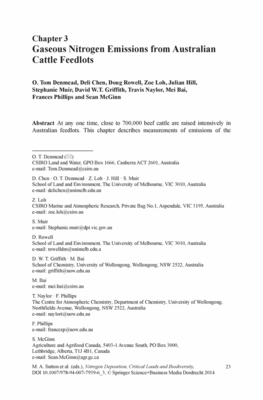 Chapter 3
Gaseous Nitrogen Emissions from Australian
Cattle Feedlots
O. Tom Denmead, Deli Chen, Doug Rowell, Zoe Loh, Julian Hill,
Stephanie Muir, David W.T. Griffith, Travis Naylor, Mei Bai,
Frances Phillips and Sean McGinn
Abstract At any one time, close to 700,000 beef cattle are raised intensively in
Australian feedlots. This chapter describes measurements of emissions of the
O. T. Denmead (✉)
CSIRO Land and Water, GPO Box 1666, Canberra ACT 2601, Australia
e-mail: Tom.Denmead@csiro.au
D. Chen · O. T. Denmead · Z. Loh · J. Hill · S. Muir
School of Land and Environment, The University of Melbourne, VIC 3010, Australia
e-mail: delichen@unimelb.edu.au
Z. Loh
CSIRO Marine and Atmospheric Research, Private Bag No.1, Aspendale, VIC 3195, Australia
e-mail: zoe.loh@csiro.au
S. Muir
e-mail: Stephanie.muir@dpi.vic.gov.au
D. Rowell
School of Land and Environment, The University of Melbourne, VIC 3010, Australia
e-mail: rowelldm@unimelb.edu.a
D. W. T. Griffith · M. Bai
School of Chemistry, University of Wollongong, Wollongong, NSW 2522, Australia
e-mail: griffith@uow.edu.au
M. Bai
e-mail: mei.bai@csiro.au
T. Naylor · F. Phillips
The Centre for Atmospheric Chemistry, Department of Chemistry, University of Wollongong,
Northfields Avenue, Wollongong, NSW 2522, Australia
e-mail: naylort@uow.edu.au
F. Phillips
e-mail: francesp@uow.edu.au
S. McGinn
Agriculture and Agrifood Canada, 5403-1 Avenue South, PO Box 3000,
Lethbridge, Alberta, T1J 4B1, Canada
e-mail: Sean.McGinn@agr.gc.ca
M. A. Sutton et al. (eds.), Nitrogen Deposition, Critical Loads and Biodiversity, 23
DOI 10.1007/978-94-007-7939-6_3, © Springer Science+Business Media Dordrecht 2014